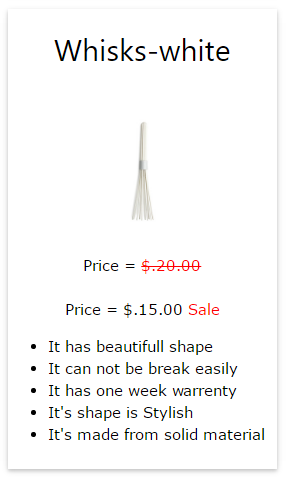 Whisks-white
Price = $.20.00
Price = $.15.00 Sale
It has beautifull shape
It can not be break easily
It has one week warrenty
It's shape is Stylish
It's made from solid material